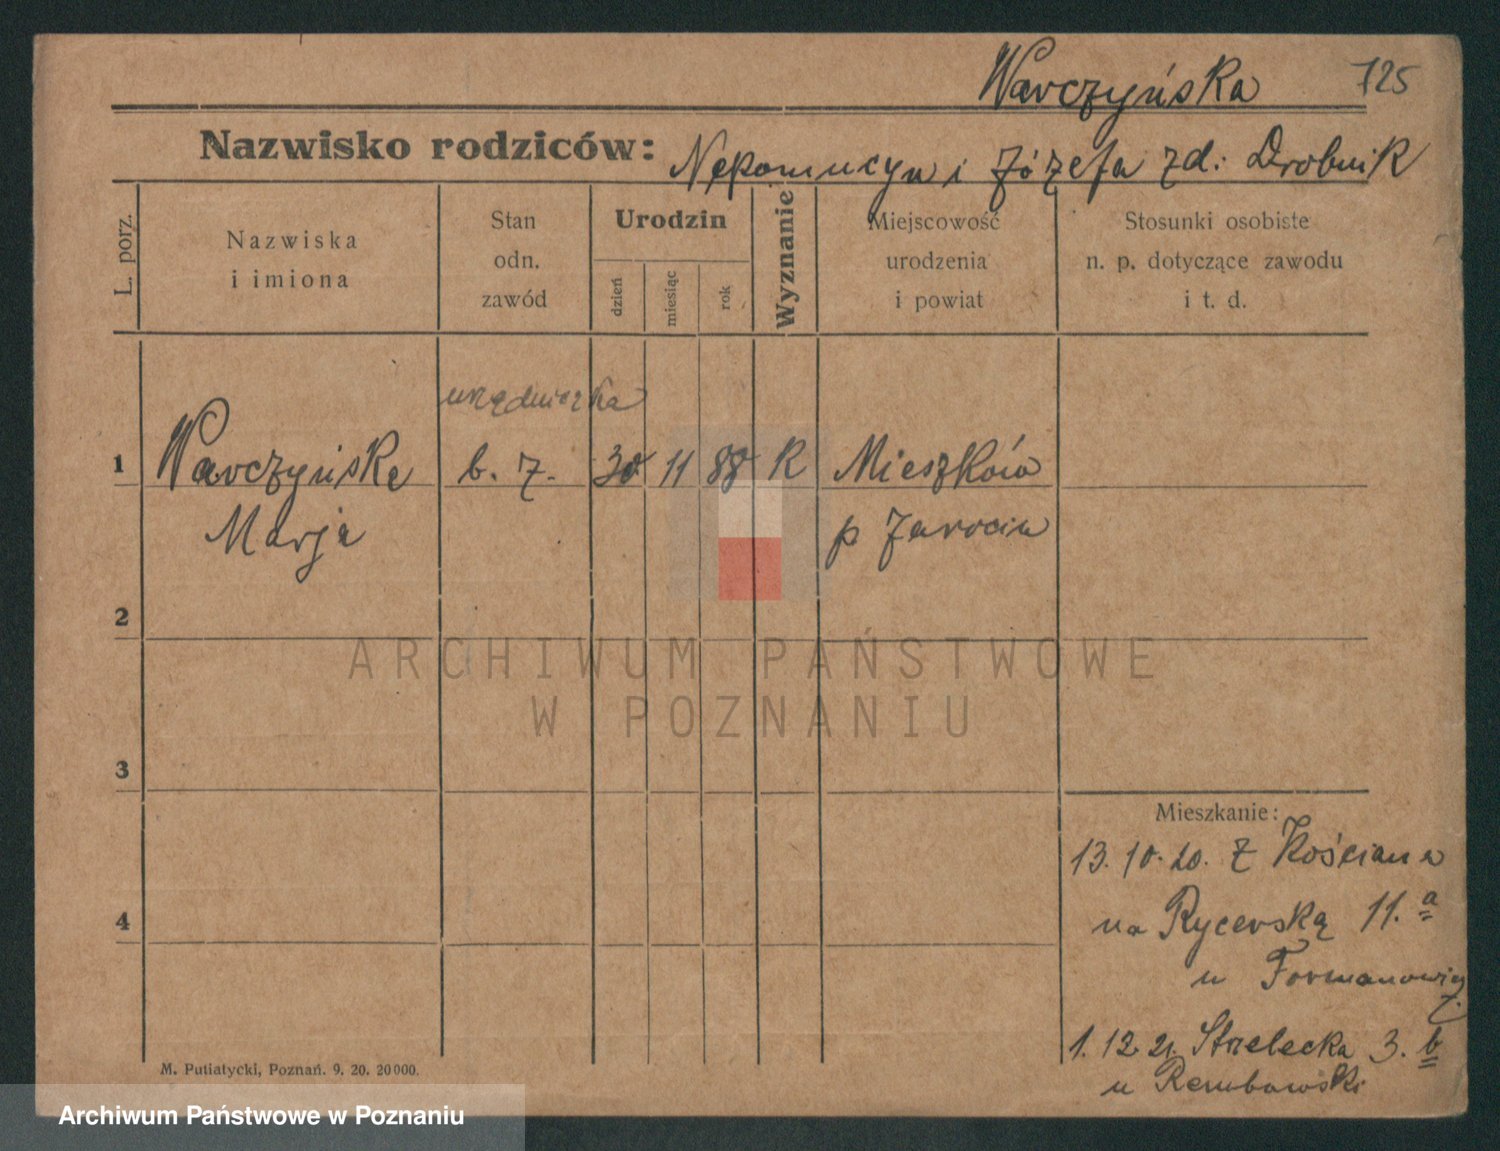 Warczyńska 725
Nazwisko rodziców: Nepomucyn i Józefa zd: Drobnik
L. porz.
Nazwiska
i imiona
Stan
odn.
zawód
Urodzin
dzień
miesiąc
rok
Wyznanie
Miejscowość
urodzenia
i powiat
Stosunki osobiste
n. p. dotyczące zawodu
i t. d.
urzędniczka
1 Warczyńska b. z. 30 11 88 K Mieszków
Marja p Jarocin
2
ARCHIWUM PAŃSTWOWE
W POZNANIU
3
Mieszkanie:
13. 10. 20. z Kościana
4
na Rycerską 11. a
u Formanowicz
1. 12 21. Strzelecka 3. b
u Rembowski
M. Putiatycki, Poznań. 9. 20. 20000.
Archiwum Państwowe w Poznaniu